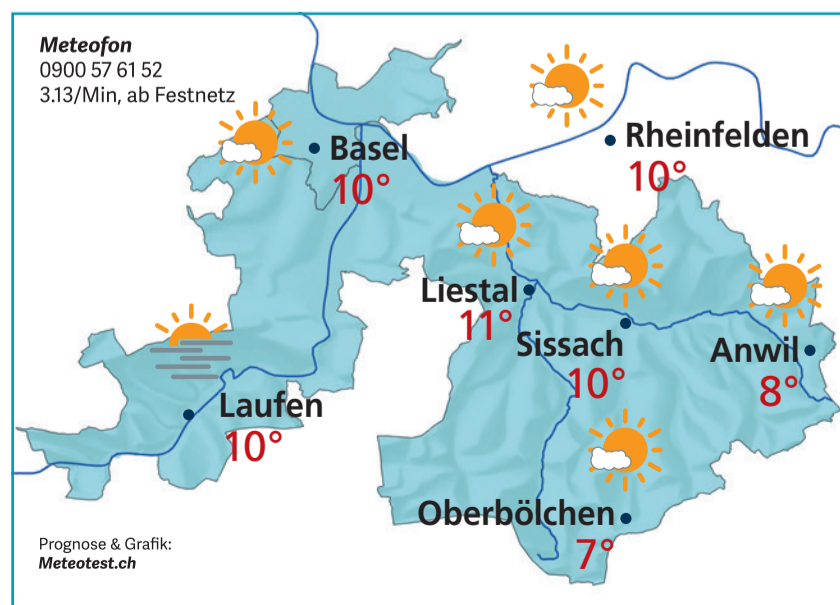 Meteofon
0900 57 61 52
3.13/Min, ab Festnetz
Basel
10°
Rheinfelden
10°
Liestal
11°
Sissach
10°
Anwil
8°
Laufen
10°
Oberbölchen
7°
Prognose & Grafik:
Meteotest.ch